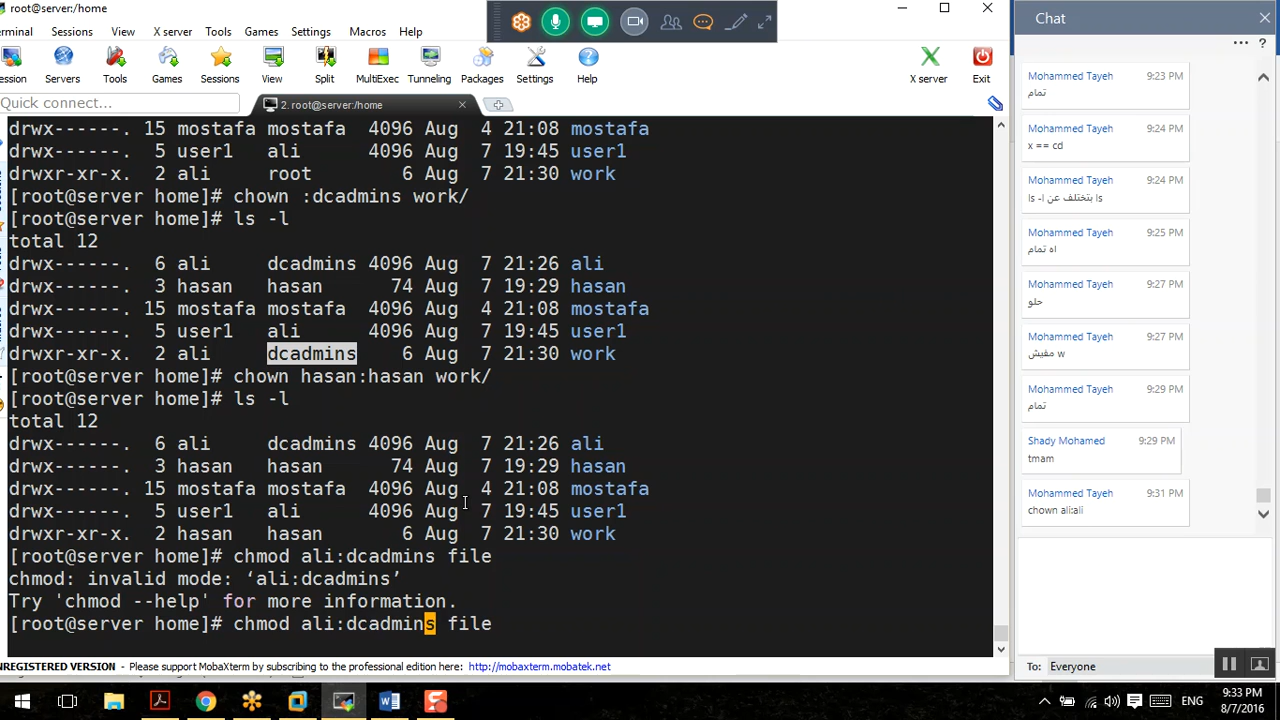 root@server:/home
erminal Sessions View X server Tools Games Settings Macros Help
ession Servers Tools Games Sessions View Split MultiExec Tunneling Packages Settings Help X server Exit
Quick connect...
2. root@server:/home
drwx------. 15 mostafa mostafa 4096 Aug 4 21:08 mostafa
drwx------. 5 user1 ali 4096 Aug 7 19:45 user1
drwxr-xr-x. 2 ali root 6 Aug 7 21:30 work
[root@server home]# chown :dcadmins work/
[root@server home]# ls -l
total 12
drwx------. 6 ali dcadmins 4096 Aug 7 21:26 ali
drwx------. 3 hasan hasan 74 Aug 7 19:29 hasan
drwx------. 15 mostafa mostafa 4096 Aug 4 21:08 mostafa
drwx------. 5 user1 ali 4096 Aug 7 19:45 user1
drwxr-xr-x. 2 ali dcadmins 6 Aug 7 21:30 work
[root@server home]# chown hasan:hasan work/
[root@server home]# ls -l
total 12
drwx------. 6 ali dcadmins 4096 Aug 7 21:26 ali
drwx------. 3 hasan hasan 74 Aug 7 19:29 hasan
drwx------. 15 mostafa mostafa 4096 Aug 4 21:08 mostafa
drwx------. 5 user1 ali 4096 Aug 7 19:45 user1
drwxr-xr-x. 2 hasan hasan 6 Aug 7 21:30 work
[root@server home]# chmod ali:dcadmins file
chmod: invalid mode: ‘ali:dcadmins’
Try 'chmod --help' for more information.
[root@server home]# chmod ali:dcadmins file
NREGISTERED VERSION - Please support MobaXterm by subscribing to the professional edition here: http://mobaxterm.mobatek.net
Chat
Mohammed Tayeh 9:23 PM
تمام
Mohammed Tayeh 9:24 PM
x == cd
Mohammed Tayeh 9:24 PM
ls بتختلف عن ls -l
Mohammed Tayeh 9:25 PM
اه تمام
Mohammed Tayeh 9:27 PM
حلو
Mohammed Tayeh 9:27 PM
مفيش w
Mohammed Tayeh 9:29 PM
تمام
Shady Mohamed 9:29 PM
tmam
Mohammed Tayeh 9:31 PM
chown ali:ali
To: Everyone
ENG
9:33 PM
8/7/2016